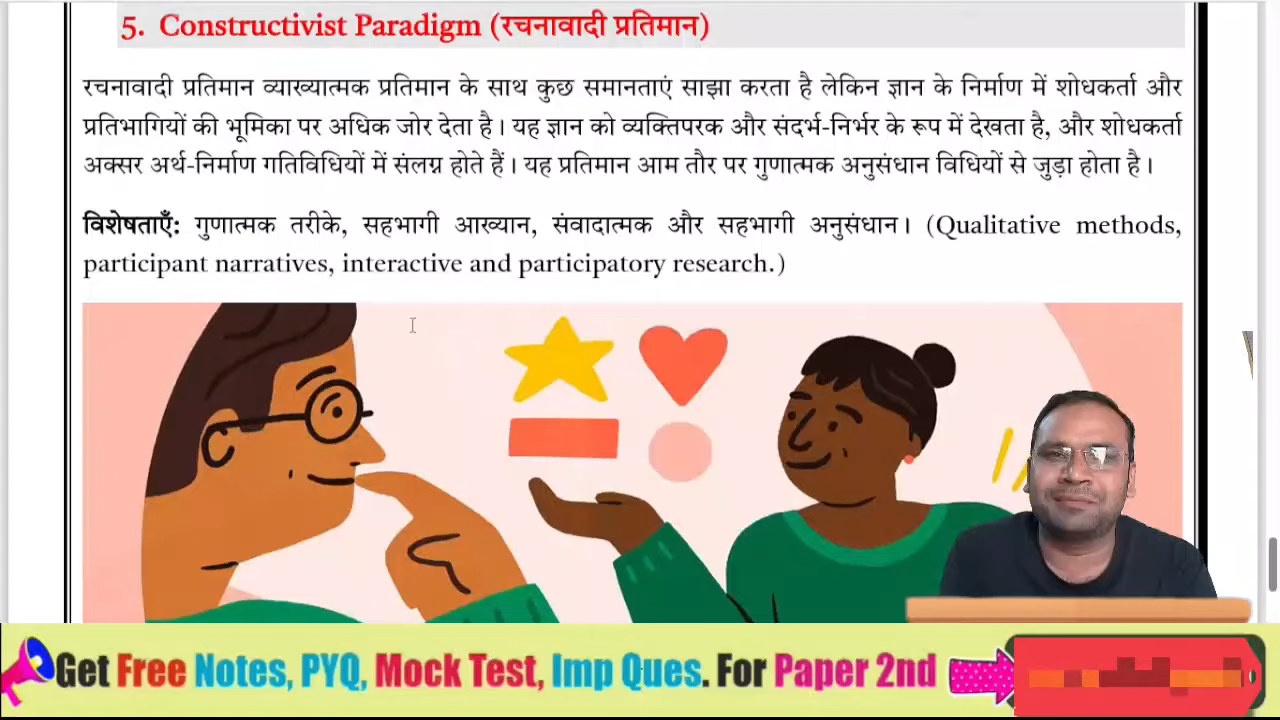 5. Constructivist Paradigm (रचनावादी प्रतिमान)
रचनावादी प्रतिमान व्याख्यात्मक प्रतिमान के साथ कुछ समानताएं साझा करता है लेकिन ज्ञान के निर्माण में शोधकर्ता और
प्रतिभागियों की भूमिका पर अधिक जोर देता है। यह ज्ञान को व्यक्तिपरक और संदर्भ-निर्भर के रूप में देखता है, और शोधकर्ता
अक्सर अर्थ-निर्माण गतिविधियों में संलग्न होते हैं। यह प्रतिमान आम तौर पर गुणात्मक अनुसंधान विधियों से जुड़ा होता है।
विशेषताएँ: गुणात्मक तरीके, सहभागी आख्यान, संवादात्मक और सहभागी अनुसंधान। (Qualitative methods,
participant narratives, interactive and participatory research.)
Get Free Notes, PYQ, Mock Test, Imp Ques. For Paper 2nd